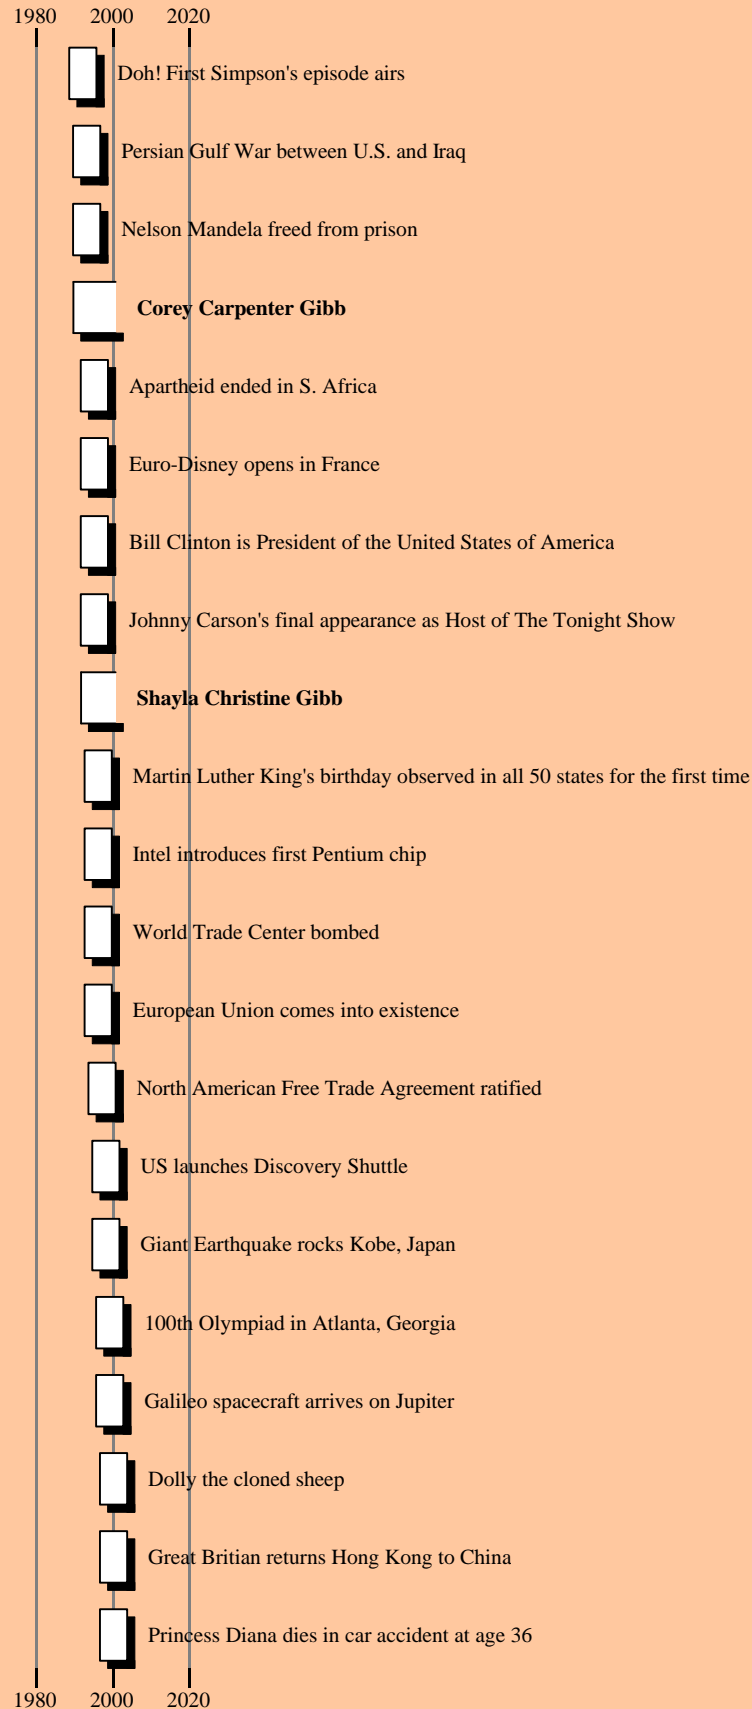 1980 2000 2020
Doh! First Simpson's episode airs
Persian Gulf War between U.S. and Iraq
Nelson Mandela freed from prison
Corey Carpenter Gibb
Apartheid ended in S. Africa
Euro-Disney opens in France
Bill Clinton is President of the United States of America
Johnny Carson's final appearance as Host of The Tonight Show
Shayla Christine Gibb
Martin Luther King's birthday observed in all 50 states for the first time
Intel introduces first Pentium chip
World Trade Center bombed
European Union comes into existence
North American Free Trade Agreement ratified
US launches Discovery Shuttle
Giant Earthquake rocks Kobe, Japan
100th Olympiad in Atlanta, Georgia
Galileo spacecraft arrives on Jupiter
Dolly the cloned sheep
Great Britian returns Hong Kong to China
Princess Diana dies in car accident at age 36
1980 2000 2020